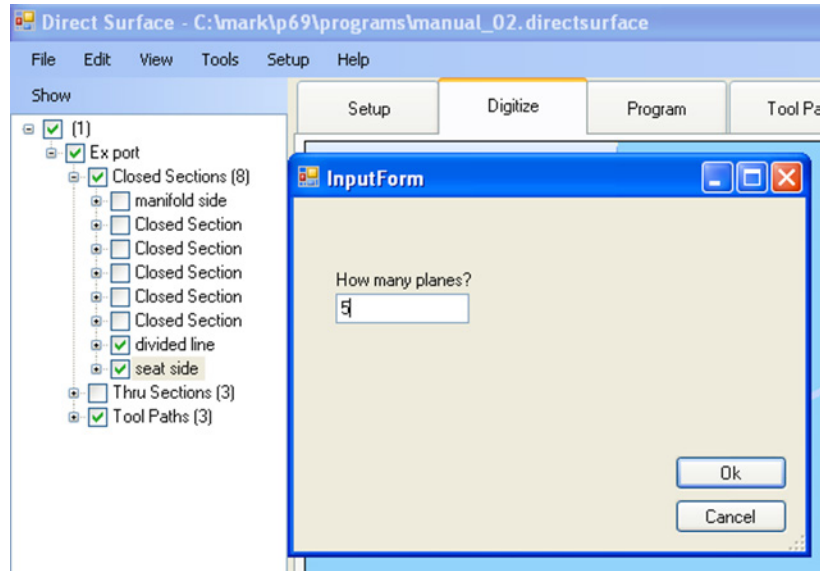 Direct Surface - C:\mark\p69\programs\manual_02.directsurface
File Edit View Tools Setup Help
Show
Setup Digitize Program Tool Pa
(1)
Ex port
Closed Sections (8)
manifold side
Closed Section
Closed Section
Closed Section
Closed Section
Closed Section
divided line
seat side
Thru Sections (3)
Tool Paths (3)
InputForm
How many planes?
5
Ok
Cancel